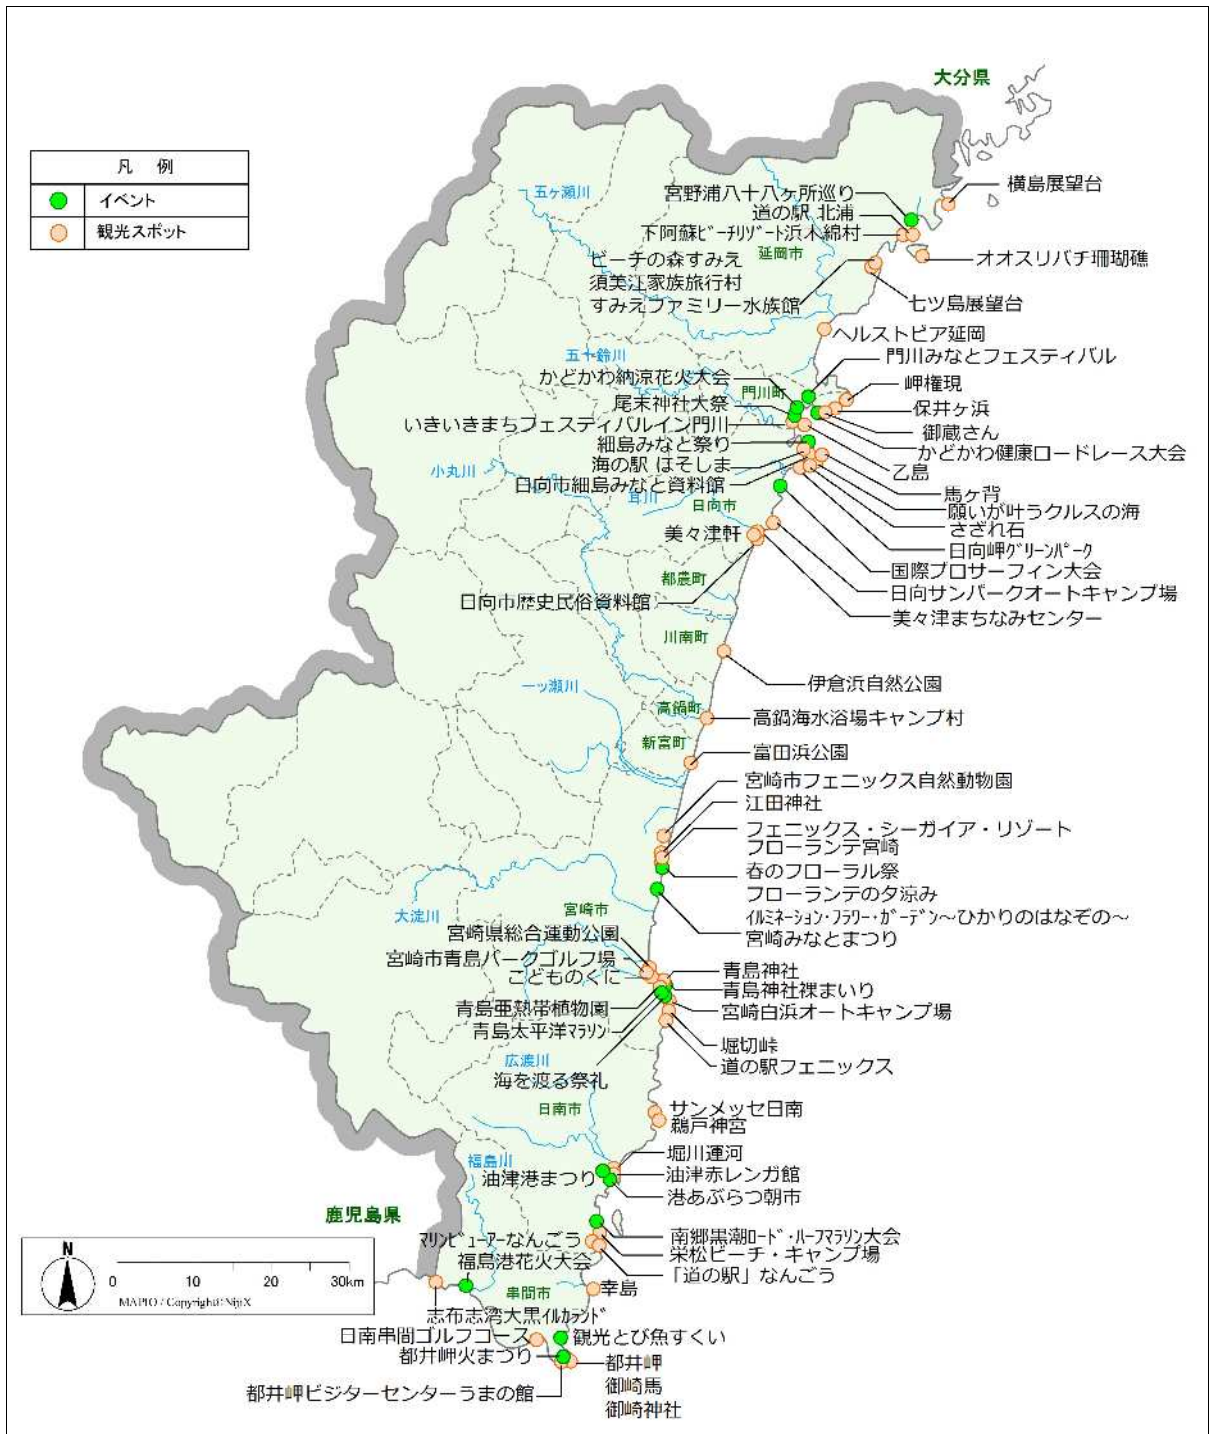 大分県
凡 例
イベント
観光スポット
五ヶ瀬川
宮野浦八十八ヶ所巡り
横島展望台
道の駅 北浦
下阿蘇ﾋﾞｰﾁﾘｿﾞｰﾄ浜木綿村
延岡市
ビーチの森すみえ
オオスリバチ珊瑚礁
須美江家族旅行村
すみえファミリー水族館
七ツ島展望台
ヘルストピア延岡
五十鈴川
門川みなとフェスティバル
かどかわ納涼花火大会
門川町
岬権現
尾末神社大祭
保井ヶ浜
いきいきまちフェスティバルイン門川
御蔵さん
細島みなと祭り
かどかわ健康ロードレース大会
海の駅 ほそしま
乙島
小丸川
日向市細島みなと資料館
馬ヶ背
耳川
日向市
願いが叶うクルスの海
さざれ石
美々津軒
日向岬ｸﾞﾘｰﾝﾊﾟｰｸ
国際プロサーフィン大会
都農町
日向サンパークオートキャンプ場
日向市歴史民俗資料館
美々津まちなみセンター
川南町
伊倉浜自然公園
一ッ瀬川
高鍋町
高鍋海水浴場キャンプ村
新富町
富田浜公園
宮崎市フェニックス自然動物園
江田神社
フェニックス・シーガイア・リゾート
フローランテ宮崎
春のフローラル祭
フローランテの夕涼み
大淀川
宮崎市
ｲﾙﾐﾈｰｼｮﾝ･ﾌﾗﾜｰ･ｶﾞｰﾃﾞﾝ～ひかりのはなぞの～
宮崎県総合運動公園
宮崎みなとまつり
宮崎市青島パークゴルフ場
こどものくに
青島神社
青島神社裸まいり
青島亜熱帯植物園
宮崎白浜オートキャンプ場
青島太平洋ﾏﾗｿﾝ
堀切峠
広渡川
道の駅フェニックス
海を渡る祭礼
日南市
サンメッセ日南
鵜戸神宮
堀川運河
福島川
油津港まつり
油津赤レンガ館
港あぶらつ朝市
鹿児島県
南郷黒潮ﾛｰﾄﾞ･ﾊｰﾌﾏﾗｿﾝ大会
ﾏﾘﾝﾋﾞｭｰｱｰなんごう
栄松ビーチ・キャンプ場
福島港花火大会
「道の駅」なんごう
N
0 10 20 30km
MAPIO / Copyright©NijiX
串間市
幸島
志布志湾大黒ｲﾙｶﾗﾝﾄﾞ
日南串間ゴルフコース
観光とび魚すくい
都井岬火まつり
都井岬
御崎馬
都井岬ビジターセンターうまの館
御崎神社